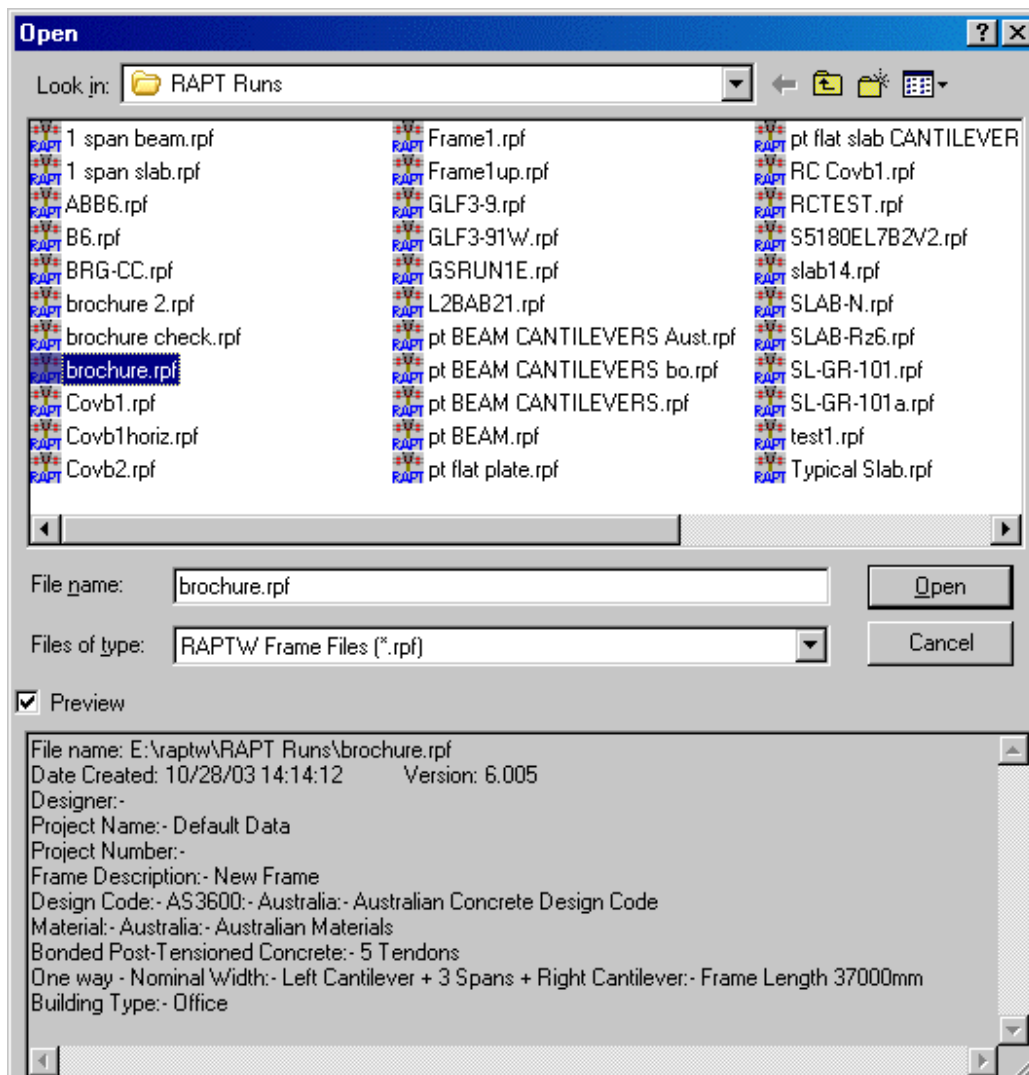 Open
Look in: RAPT Runs
1 span beam.rpf
1 span slab.rpf
ABB6.rpf
B6.rpf
BRG-CC.rpf
brochure 2.rpf
brochure check.rpf
brochure.rpf
Covb1.rpf
Covb1horiz.rpf
Covb2.rpf
Frame1.rpf
Frame1up.rpf
GLF3-9.rpf
GLF3-91W.rpf
GSRUN1E.rpf
L2BAB21.rpf
pt BEAM CANTILEVERS Aust.rpf
pt BEAM CANTILEVERS bo.rpf
pt BEAM CANTILEVERS.rpf
pt BEAM.rpf
pt flat plate.rpf
pt flat slab CANTILEVER
RC Covb1.rpf
RCTEST.rpf
S5180EL7B2V2.rpf
slab14.rpf
SLAB-N.rpf
SLAB-Rz6.rpf
SL-GR-101.rpf
SL-GR-101a.rpf
test1.rpf
Typical Slab.rpf
File name: brochure.rpf Open
Files of type: RAPTW Frame Files (*.rpf) Cancel
Preview
File name: E:\raptw\RAPT Runs\brochure.rpf
Date Created: 10/28/03 14:14:12 Version: 6.005
Designer:-
Project Name:- Default Data
Project Number:-
Frame Description:- New Frame
Design Code:- AS3600:- Australia:- Australian Concrete Design Code
Material:- Australia:- Australian Materials
Bonded Post-Tensioned Concrete:- 5 Tendons
One way - Nominal Width:- Left Cantilever + 3 Spans + Right Cantilever:- Frame Length 37000mm
Building Type:- Office